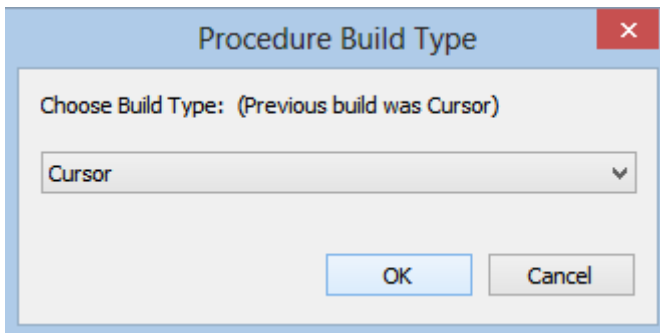 Procedure Build Type
Choose Build Type: (Previous build was Cursor)
Cursor
OK Cancel